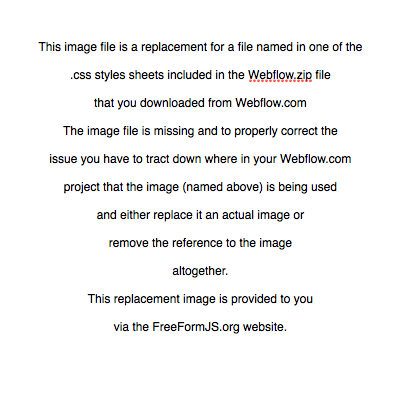 This image file is a replacement for a file named in one of the
.css styles sheets included in the Webflow.zip file
that you downloaded from Webflow.com
The image file is missing and to properly correct the
issue you have to tract down where in your Webflow.com
project that the image (named above) is being used
and either replace it an actual image or
remove the reference to the image
altogether.
This replacement image is provided to you
via the FreeFormJS.org website.